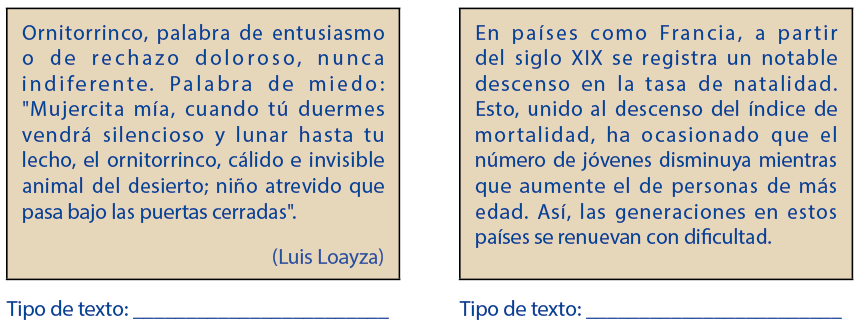 Ornitorrinco, palabra de entusiasmo
o de rechazo doloroso, nunca
indiferente. Palabra de miedo:
"Mujercita mía, cuando tú duermes
vendrá silencioso y lunar hasta tu
lecho, el ornitorrinco, cálido e invisible
animal del desierto; niño atrevido que
pasa bajo las puertas cerradas".
(Luis Loayza)
Tipo de texto: ________________________
En países como Francia, a partir
del siglo XIX se registra un notable
descenso en la tasa de natalidad.
Esto, unido al descenso del índice de
mortalidad, ha ocasionado que el
número de jóvenes disminuya mientras
que aumente el de personas de más
edad. Así, las generaciones en estos
países se renuevan con dificultad.
Tipo de texto: ________________________